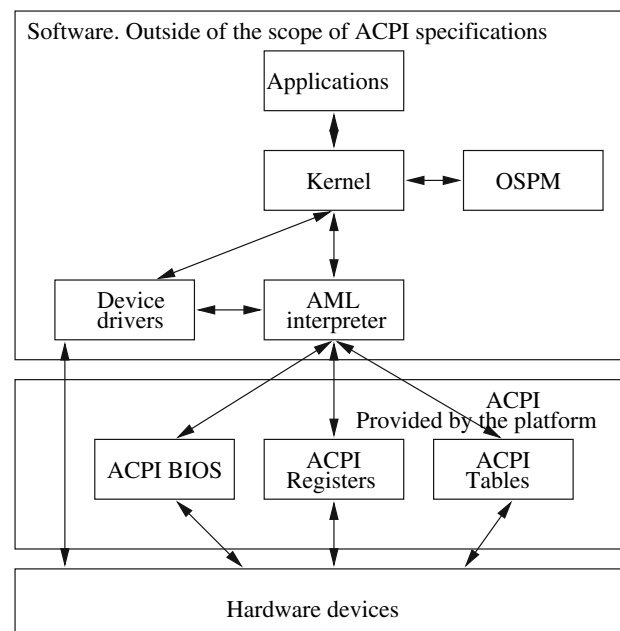 Software. Outside of the scope of ACPI specifications
Applications
Kernel
OSPM
Device
drivers
AML
interpreter
ACPI
Provided by the platform
ACPI BIOS
ACPI
Registers
ACPI
Tables
Hardware devices